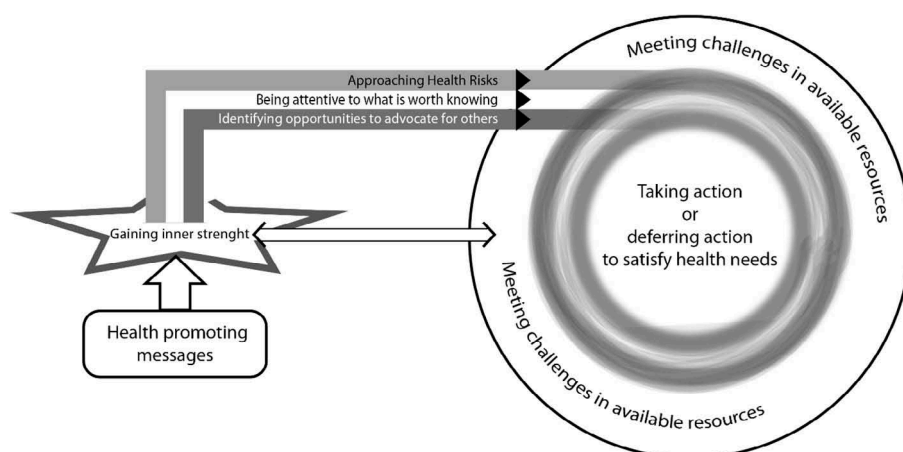 Meeting challenges in available resources
Approaching Health Risks
Being attentive to what is worth knowing
Identifying opportunities to advocate for others
Taking action
or
deferring action
to satisfy health needs
Gaining inner strenght
Meeting challenges in available resources
Health promoting
messages